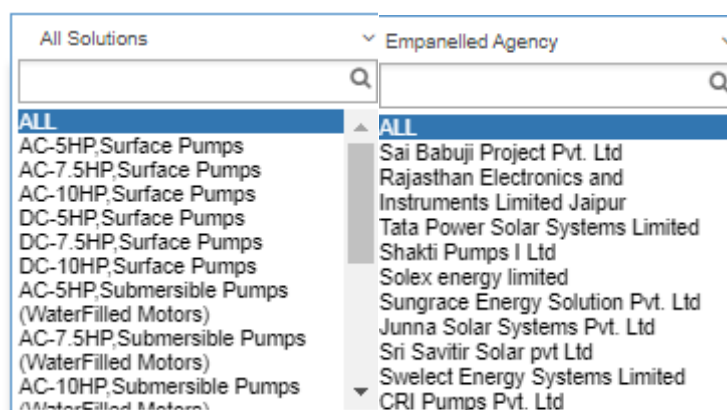 All Solutions
ALL
AC-5HP,Surface Pumps
AC-7.5HP,Surface Pumps
AC-10HP,Surface Pumps
DC-5HP,Surface Pumps
DC-7.5HP,Surface Pumps
DC-10HP,Surface Pumps
AC-5HP,Submersible Pumps
(WaterFilled Motors)
AC-7.5HP,Submersible Pumps
(WaterFilled Motors)
AC-10HP,Submersible Pumps
(WaterFilled Motors)
Empanelled Agency
ALL
Sai Babuji Project Pvt. Ltd
Rajasthan Electronics and
Instruments Limited Jaipur
Tata Power Solar Systems Limited
Shakti Pumps I Ltd
Solex energy limited
Sungrace Energy Solution Pvt. Ltd
Junna Solar Systems Pvt. Ltd
Sri Savitir Solar pvt Ltd
Swelect Energy Systems Limited
CRI Pumps Pvt. Ltd